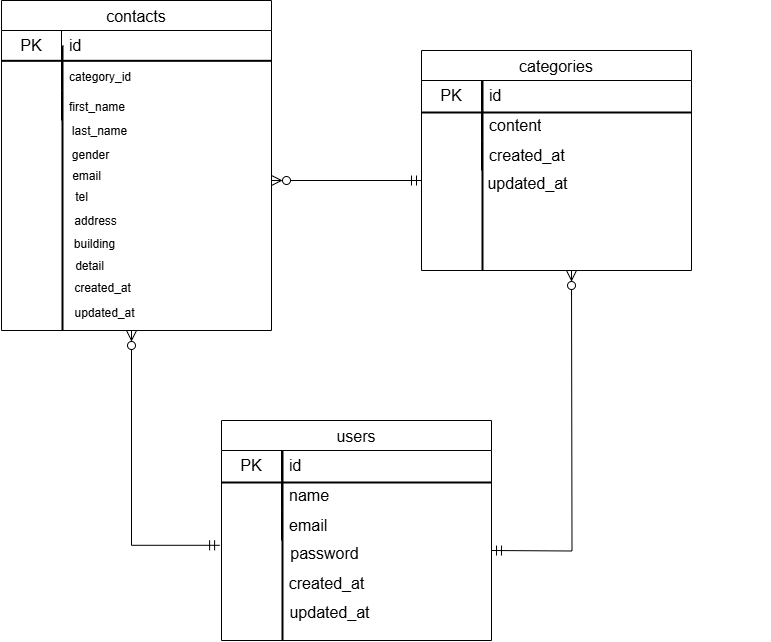 contacts
PK id
category_id
first_name
last_name
gender
email
tel
address
building
detail
created_at
updated_at
categories
PK id
content
created_at
updated_at
users
PK id
name
email
password
created_at
updated_at